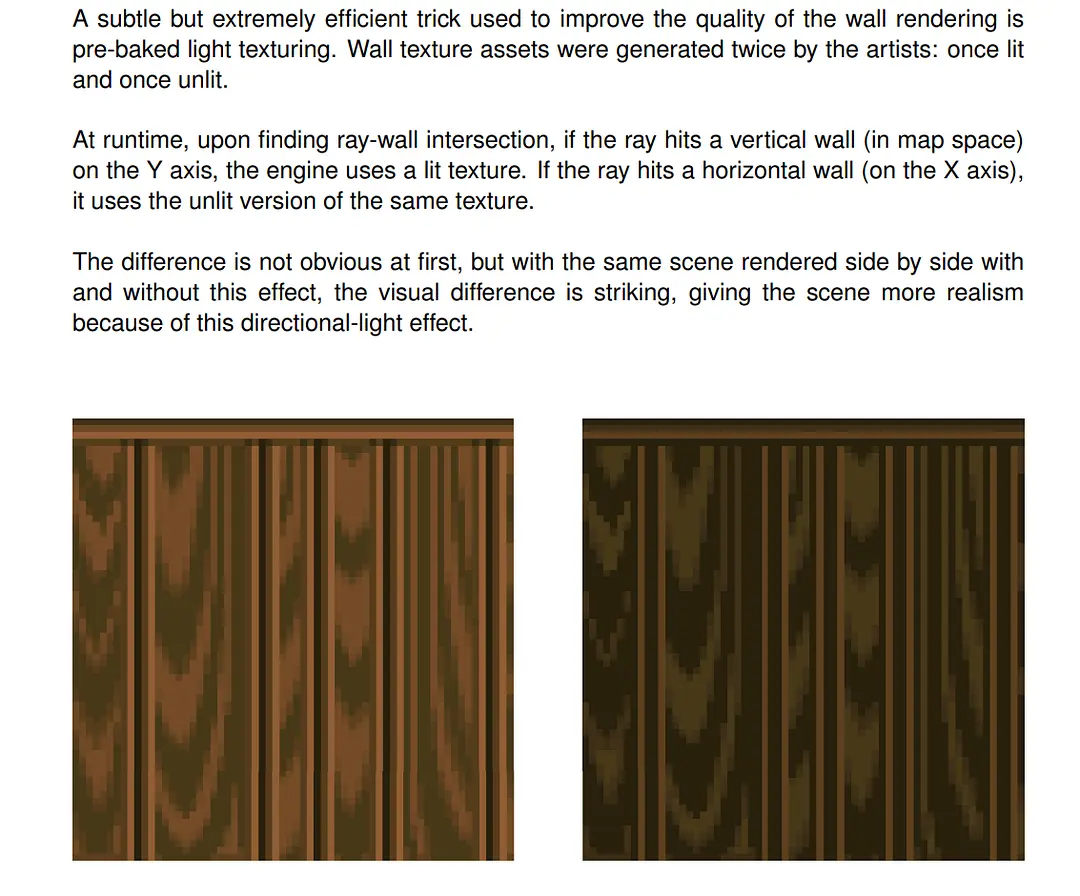 A subtle but extremely efficient trick used to improve the quality of the wall rendering is
pre-baked light texturing. Wall texture assets were generated twice by the artists: once lit
and once unlit.
At runtime, upon finding ray-wall intersection, if the ray hits a vertical wall (in map space)
on the Y axis, the engine uses a lit texture. If the ray hits a horizontal wall (on the X axis),
it uses the unlit version of the same texture.
The difference is not obvious at first, but with the same scene rendered side by side with
and without this effect, the visual difference is striking, giving the scene more realism
because of this directional-light effect.